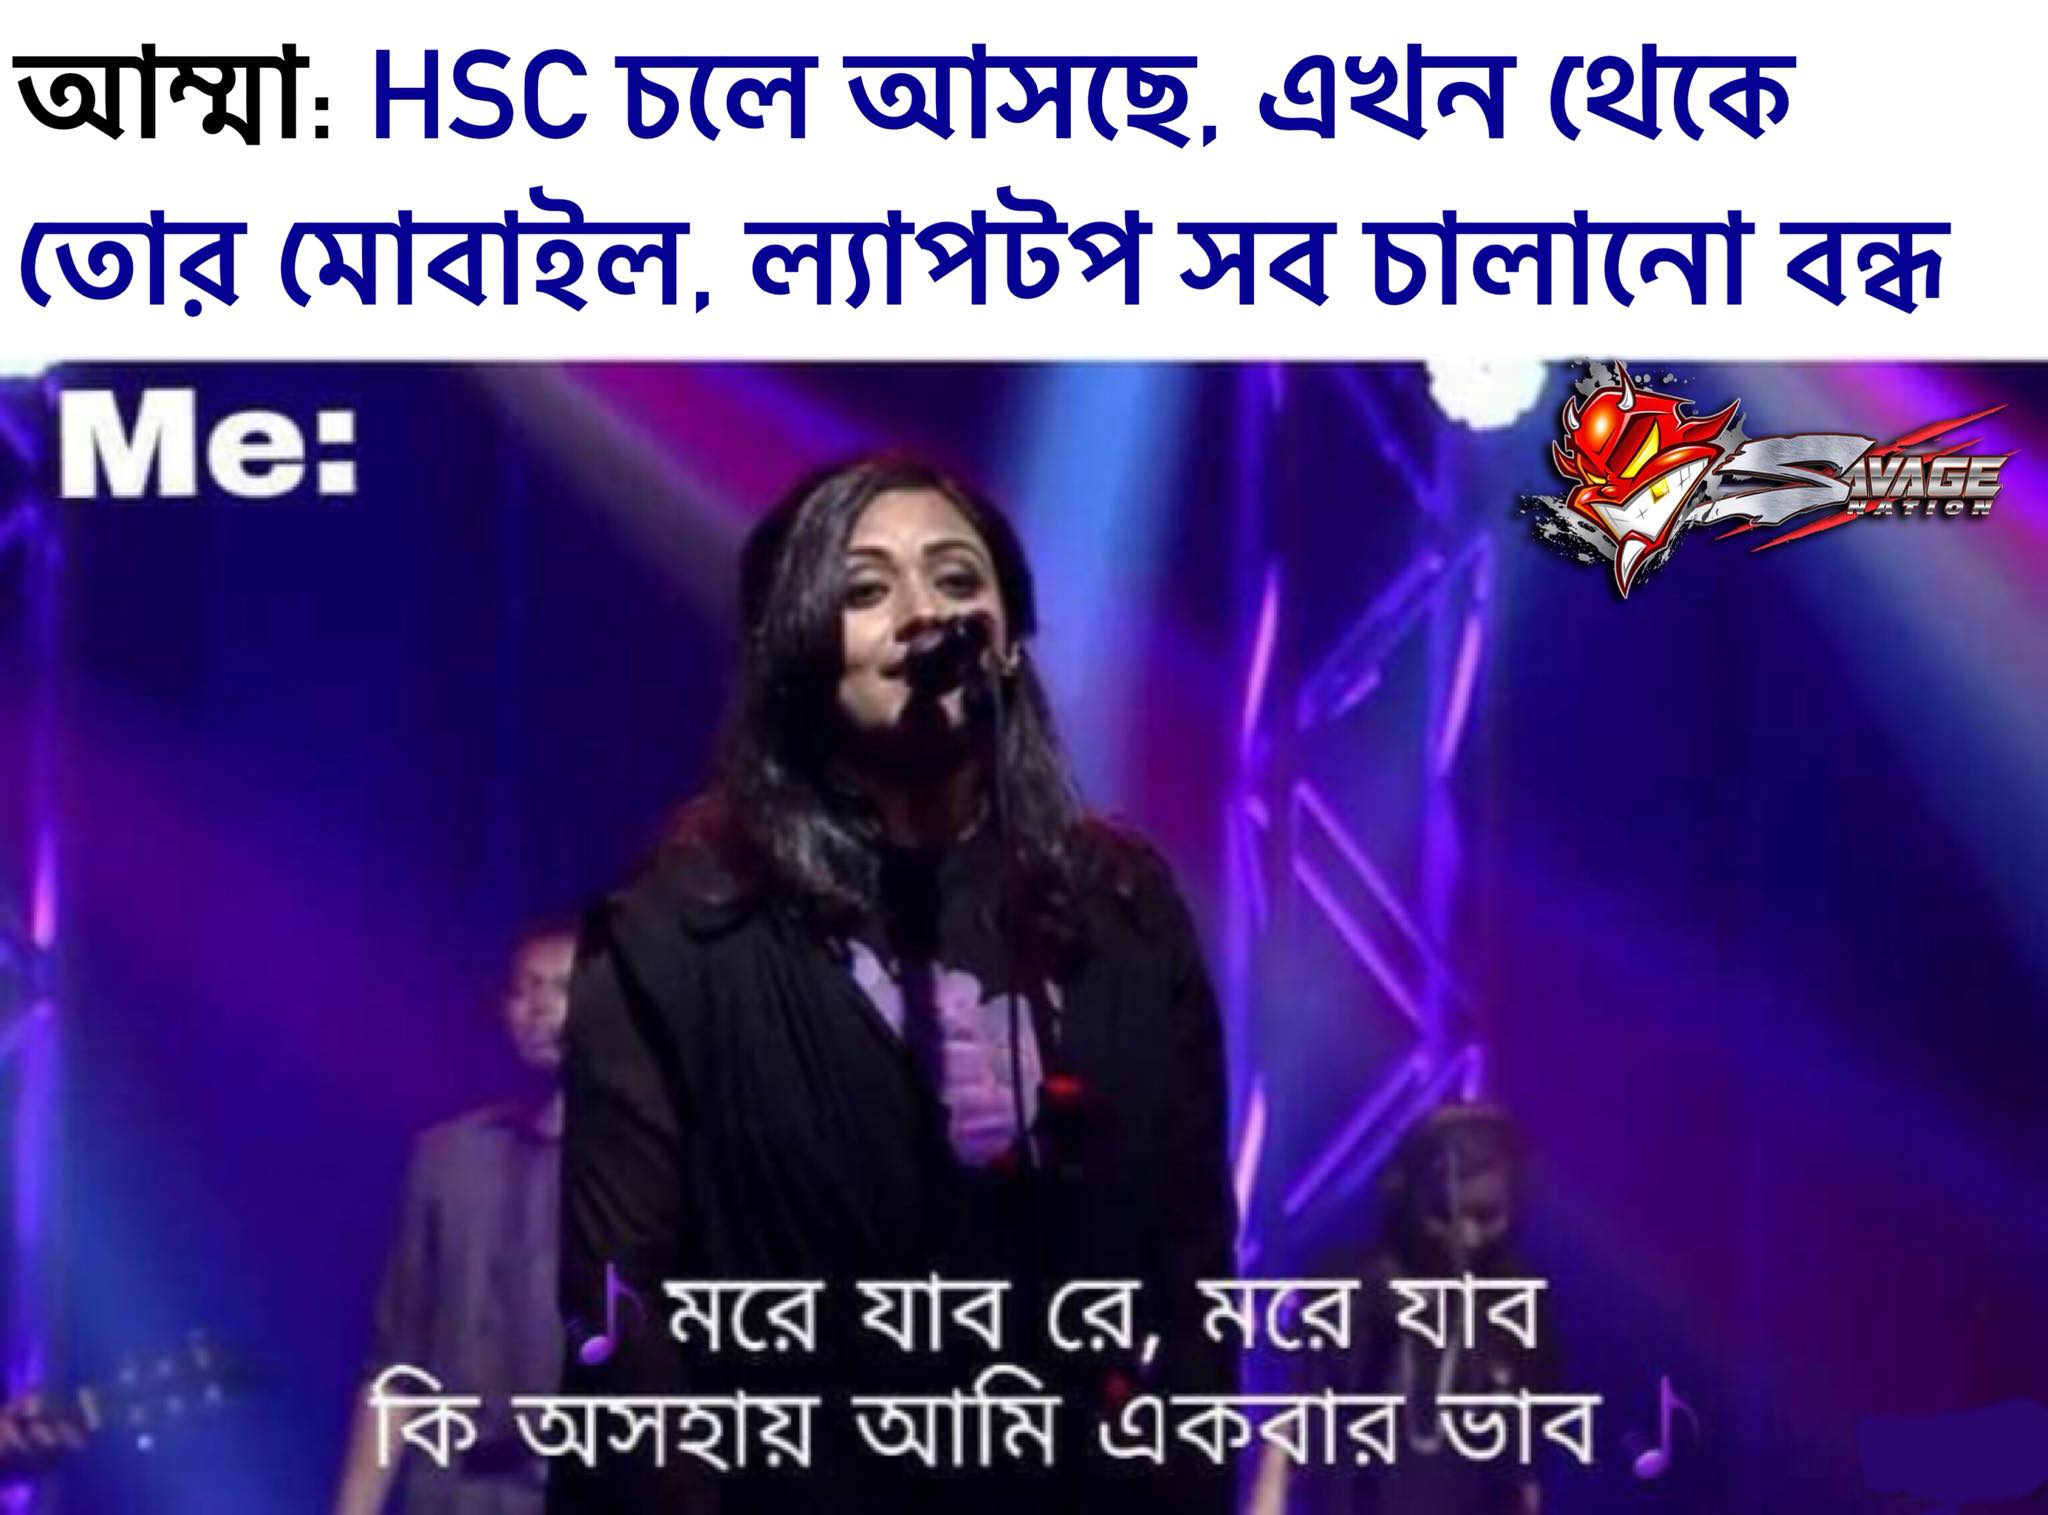 আম্মা: HSC চলে আসছে, এখন থেকে
তোর মোবাইল, ল্যাপটপ সব চালানো বন্ধ
Me:
SAVAGE
NATION
♪ মরে যাব রে, মরে যাব
কি অসহায় আমি একবার ভাব ♪